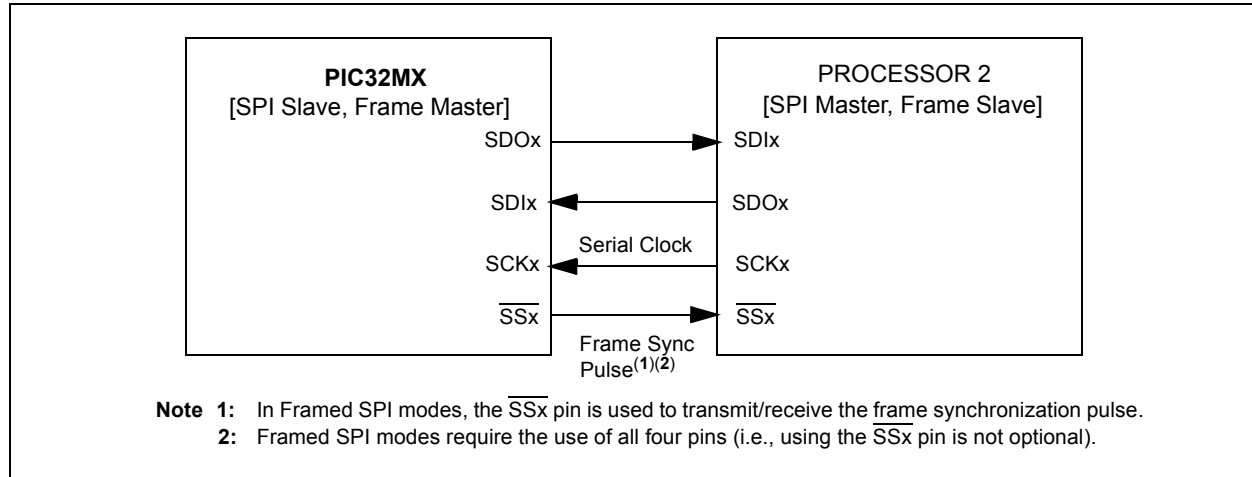 PIC32MX
[SPI Slave, Frame Master]
PROCESSOR 2
[SPI Master, Frame Slave]
SDOx
SDIx
SDIx
SDOx
Serial Clock
SCKx
SCKx
SSx
SSx
Frame Sync
Pulse(1)(2)
Note 1: In Framed SPI modes, the SSx pin is used to transmit/receive the frame synchronization pulse.
2: Framed SPI modes require the use of all four pins (i.e., using the SSx pin is not optional).